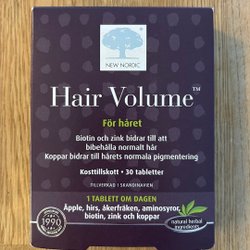 NEW NORDIC
Hair Volume™
För håret
Biotin och zink bidrar till att
bibehålla normalt hår
Koppar bidrar till hårets normala pigmentering
Kosttillskott • 30 tabletter
TILLVERKAD I SKANDINAVIEN
1 TABLETT OM DAGEN
Äpple, hirs, åkerfräken, aminosyror,
biotin, zink och koppar
1990
natural herbal
ingredients